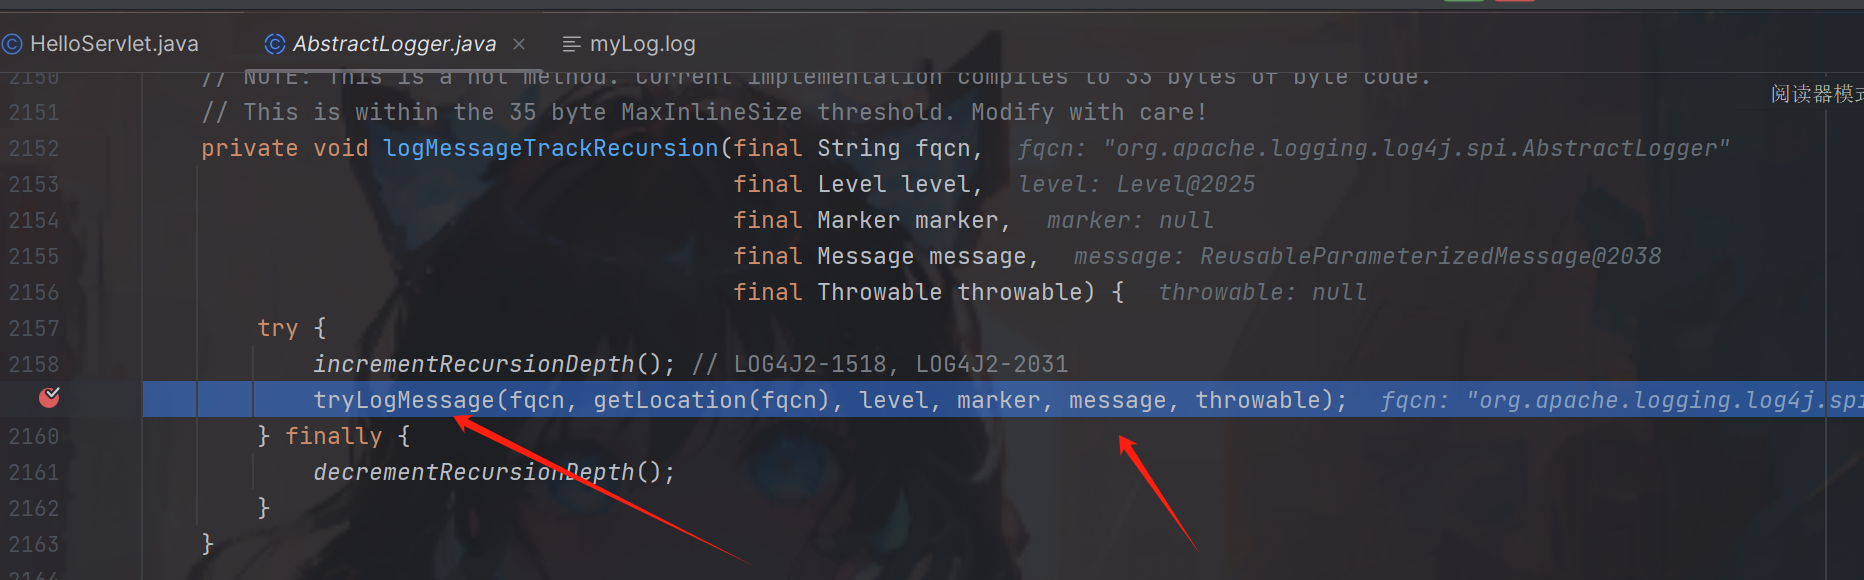 HelloServlet.java AbstractLogger.java × myLog.log
2150 // NOTE: This is a hot method. Current implementation compiles to 33 bytes of byte code.
阅读器模式
2151 // This is within the 35 byte MaxInlineSize threshold. Modify with care!
2152 private void logMessageTrackRecursion(final String fqcn, fqcn: "org.apache.logging.log4j.spi.AbstractLogger"
2153 final Level level, level: Level@2025
2154 final Marker marker, marker: null
2155 final Message message, message: ReusableParameterizedMessage@2038
2156 final Throwable throwable) { throwable: null
2157 try {
2158 incrementRecursionDepth(); // LOG4J2-1518, LOG4J2-2031
tryLogMessage(fqcn, getLocation(fqcn), level, marker, message, throwable); fqcn: "org.apache.logging.log4j.spi
2160 } finally {
2161 decrementRecursionDepth();
2162 }
2163 }
2164